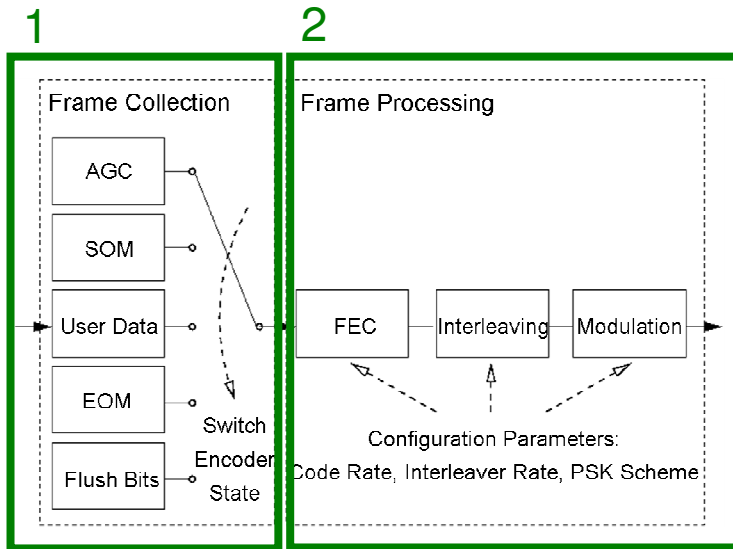 1
2
Frame Collection
Frame Processing
AGC
SOM
User Data
EOM
Flush Bits
Switch
Encoder
State
FEC
Interleaving
Modulation
Configuration Parameters:
Code Rate, Interleaver Rate, PSK Scheme